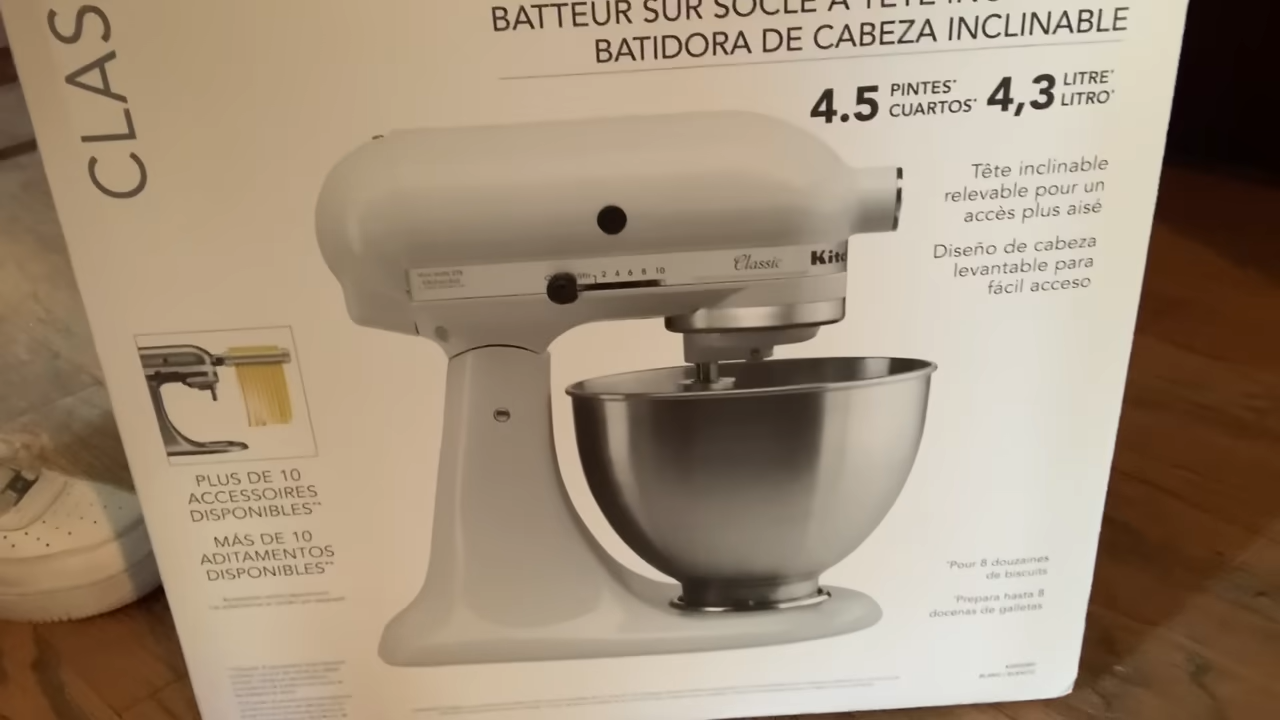 CLAS
BATTEUR SUR SOCLE À TÊTE
BATIDORA DE CABEZA INCLINABLE
4.5 PINTES* CUARTOS* 4,3 LITRE* LITRO*
Tête inclinable
relevable pour un
accès plus aisé
Diseño de cabeza
levantable para
fácil acceso
2 4 6 8 10
Classic Kitc
PLUS DE 10
ACCESSOIRES
DISPONIBLES**
MÁS DE 10
ADITAMENTOS
DISPONIBLES**
*Pour 8 douzaines
de biscuits
*Prepara hasta 8
docenas de galletas